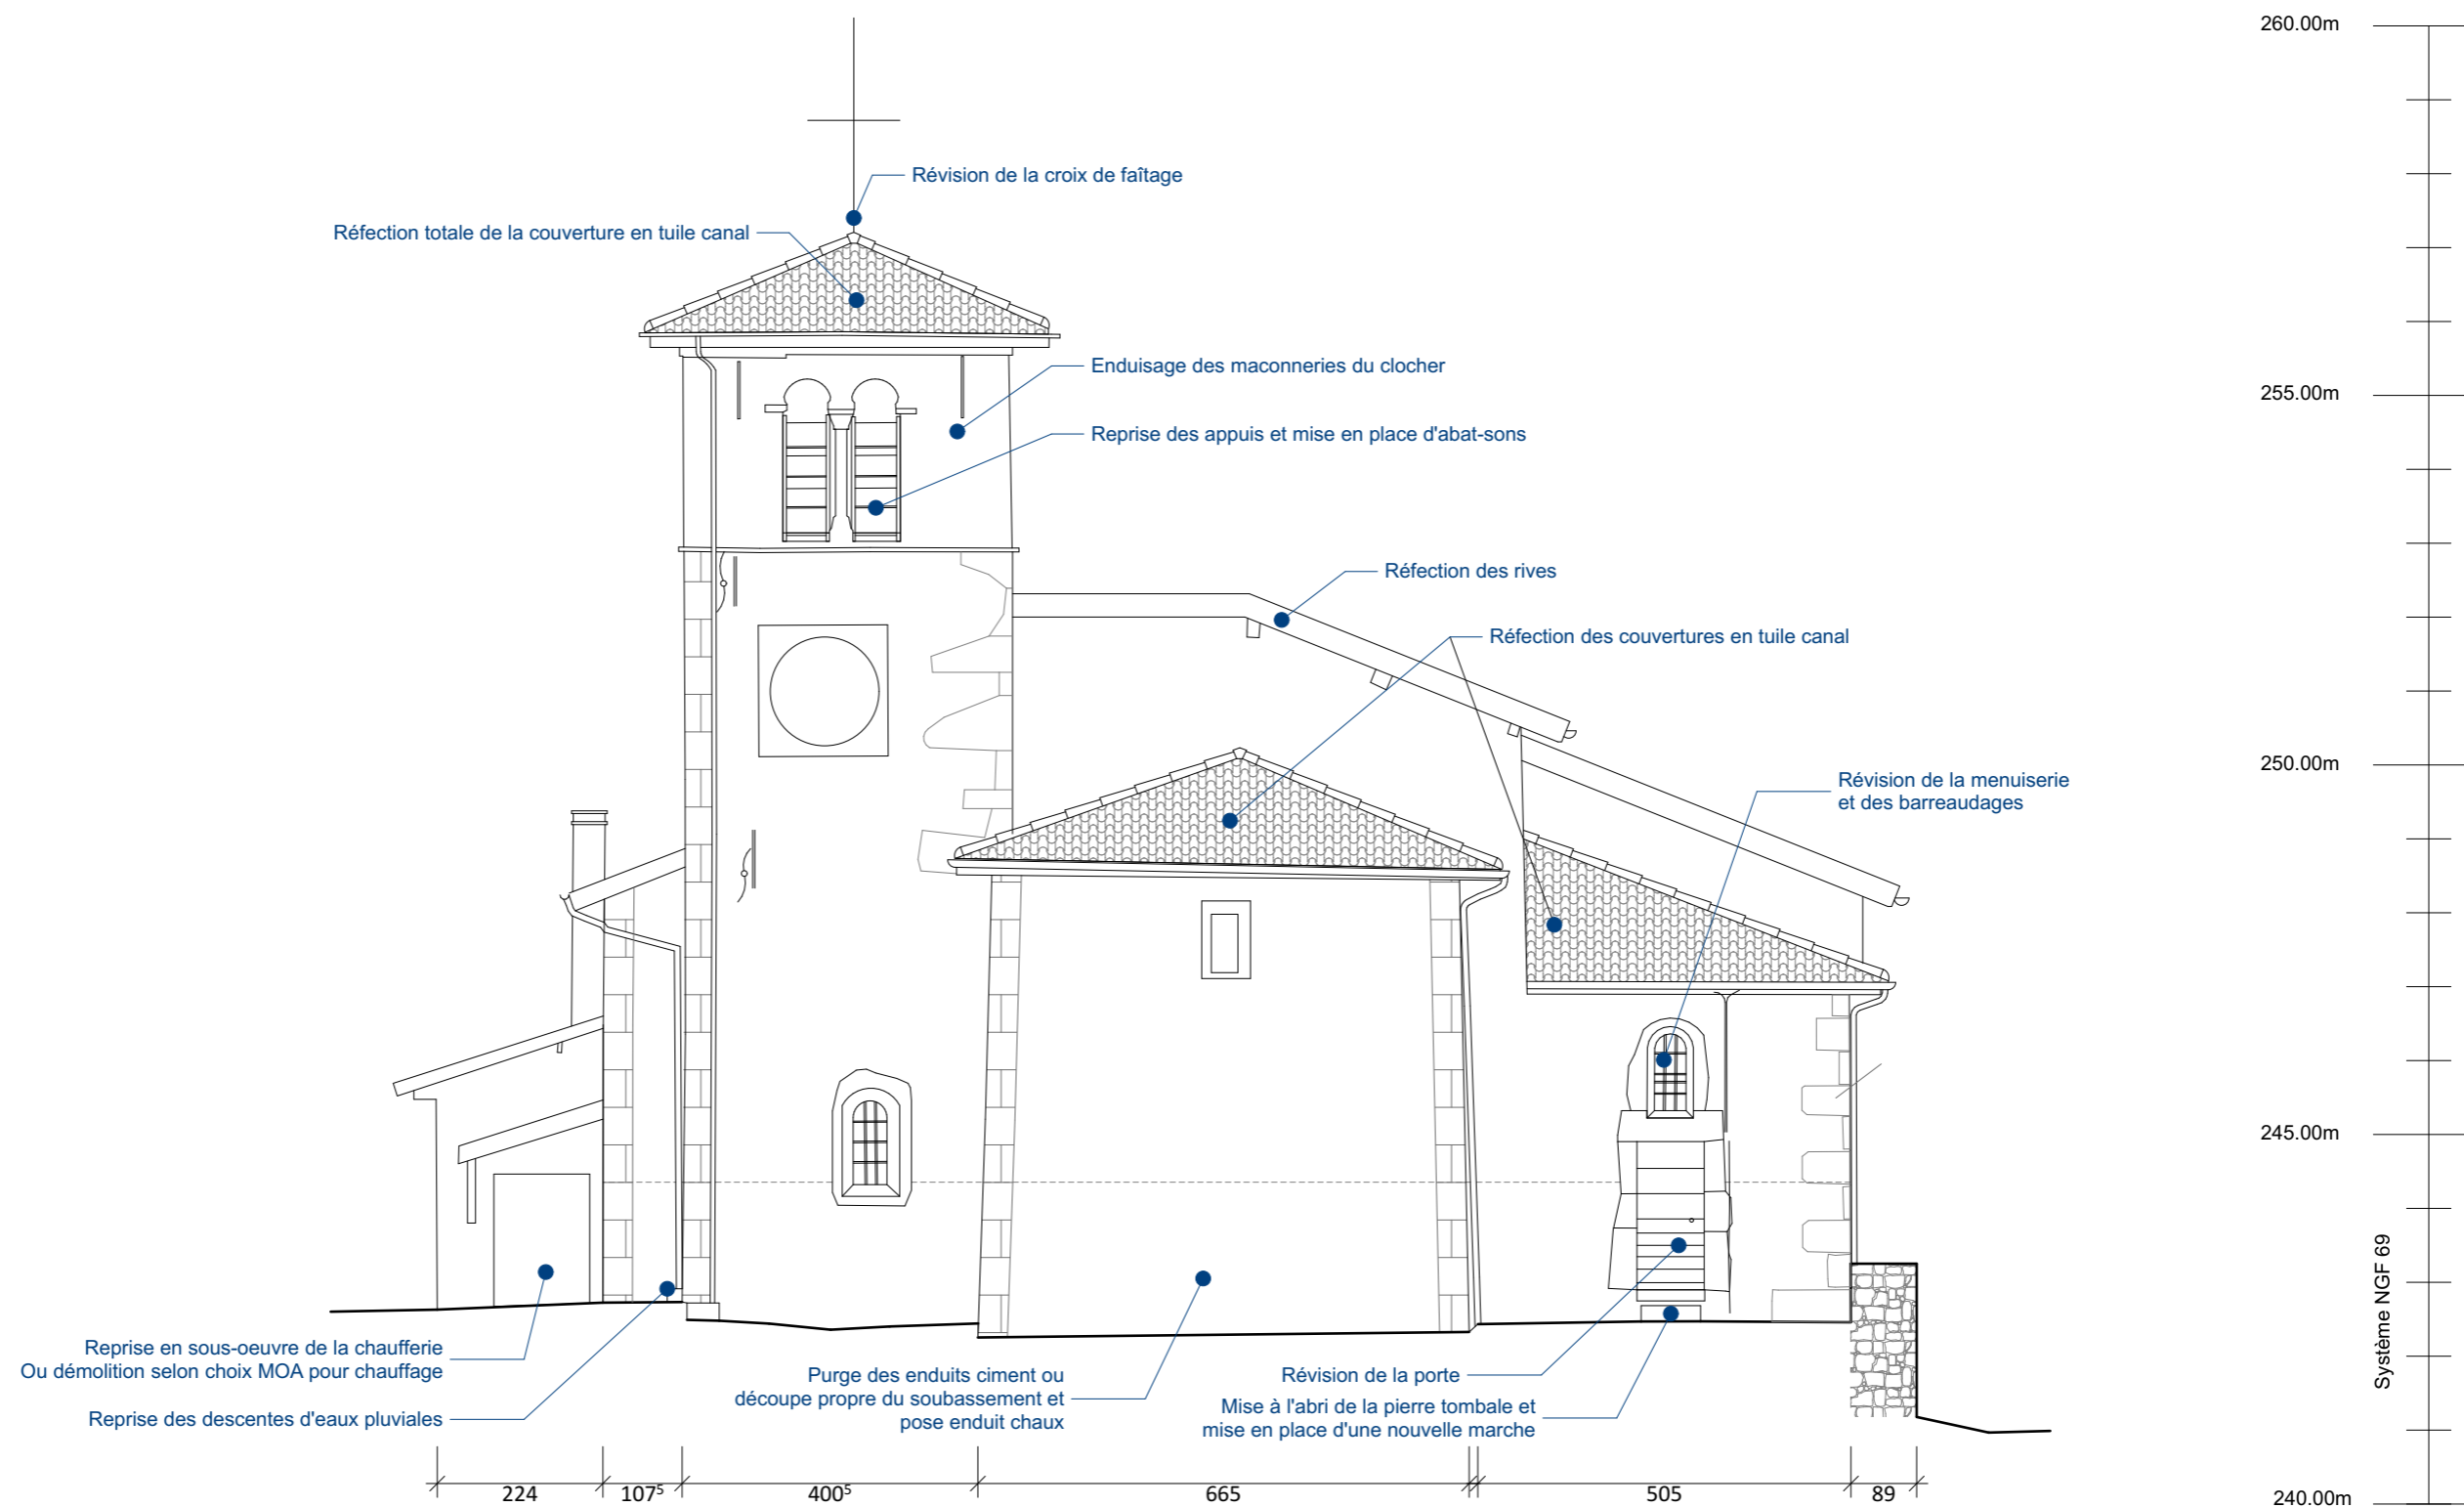 260.00m
Révision de la croix de faîtage
Réfection totale de la couverture en tuile canal
Enduisage des maconneries du clocher
255.00m
Reprise des appuis et mise en place d'abat-sons
Réfection des rives
Réfection des couvertures en tuile canal
250.00m
Révision de la menuiserie
et des barreaudages
245.00m
Système NGF 69
Reprise en sous-oeuvre de la chaufferie
Ou démolition selon choix MOA pour chauffage
Reprise des descentes d'eaux pluviales
Purge des enduits ciment ou
découpe propre du soubassement et
pose enduit chaux
Révision de la porte
Mise à l'abri de la pierre tombale et
mise en place d'une nouvelle marche
224 107⁵ 400⁵ 665 505 89
240.00m